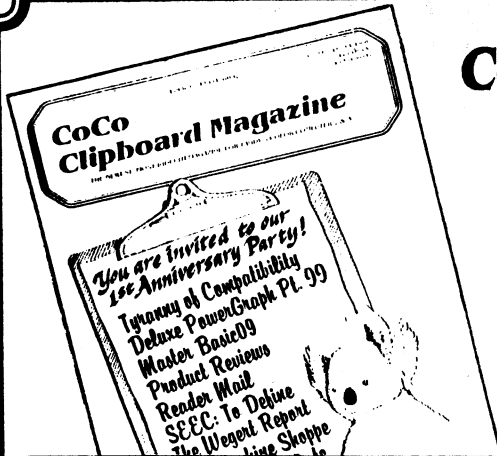 C
CoCo
Clipboard Magazine
You are invited to our
1st Anniversary Party!
Tyranny of Compatibility
Deluxe PowerGraph Pt. 99
Master Basic09
Product Reviews
Reader Mail
SEEC: To Define
The Wegert Report
Shoppe